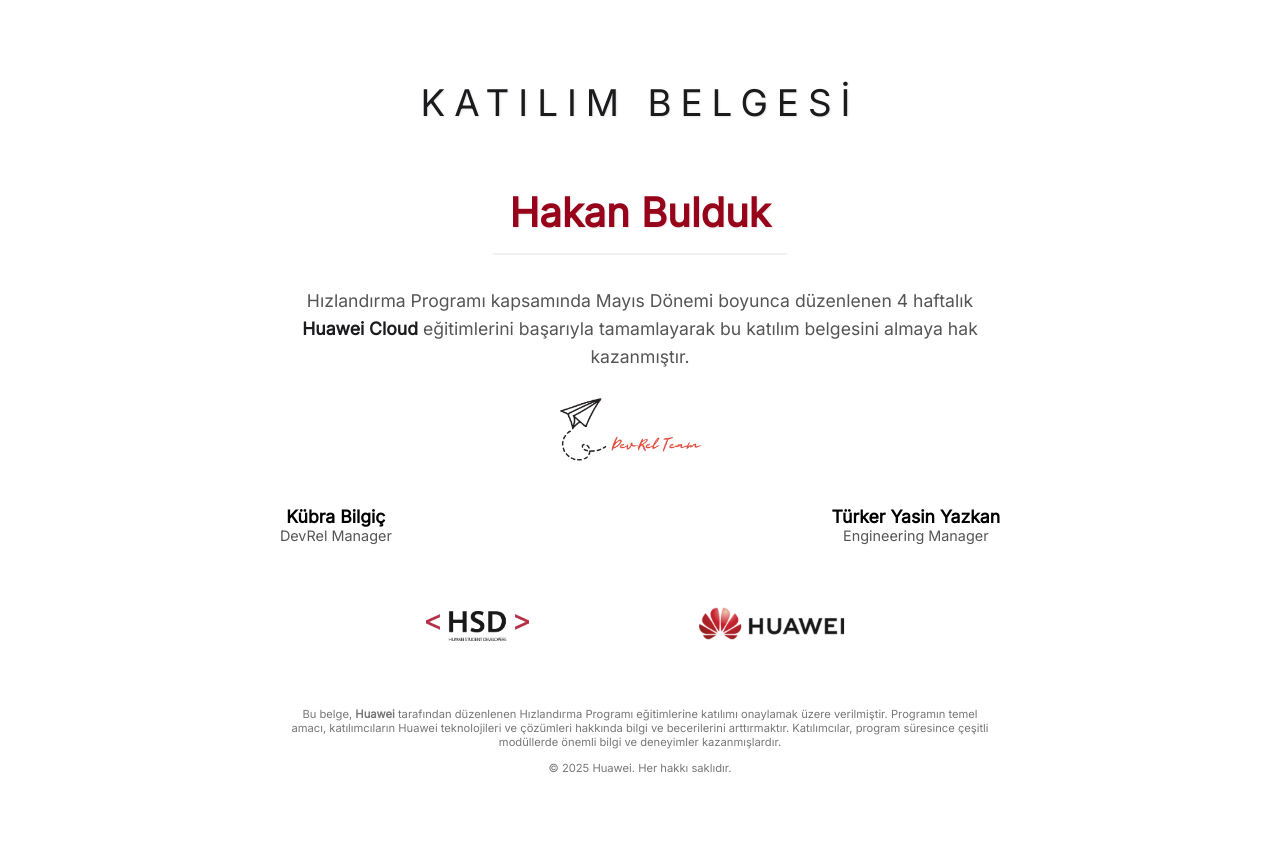 KATILIM BELGESİ
Hakan Bulduk
Hızlandırma Programı kapsamında Mayıs Dönemi boyunca düzenlenen 4 haftalık
Huawei Cloud eğitimlerini başarıyla tamamlayarak bu katılım belgesini almaya hak
kazanmıştır.
DevRel Team
Kübra Bilgiç
DevRel Manager
Türker Yasin Yazkan
Engineering Manager
<HSD>
HUAWEI STUDENT DEVELOPERS
HUAWEI
Bu belge, Huawei tarafından düzenlenen Hızlandırma Programı eğitimlerine katılımı onaylamak üzere verilmiştir. Programın temel
amacı, katılımcıların Huawei teknolojileri ve çözümleri hakkında bilgi ve becerilerini arttırmaktır. Katılımcılar, program süresince çeşitli
modüllerde önemli bilgi ve deneyimler kazanmışlardır.
© 2025 Huawei. Her hakkı saklıdır.